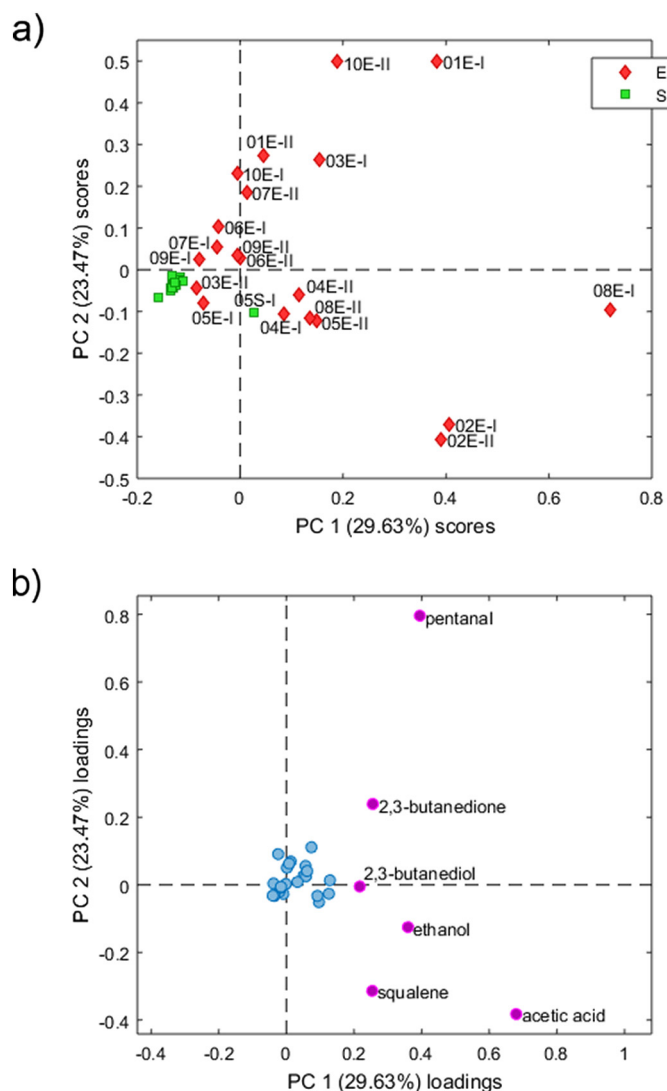 a)
0.5
0.4
0.3
0.2
0.1
0
-0.1
-0.2
-0.3
-0.4
-0.5
PC 2 (23.47%) scores
10E-II
01E-I
E
S
01E-II
03E-I
10E-I
07E-II
06E-I
07E-I
09E-II
09E-I
06E-II
03E-II
05S-I
04E-II
08E-I
05E-I
04E-I
08E-II
05E-II
02E-I
02E-II
-0.2
0
0.2
0.4
0.6
0.8
PC 1 (29.63%) scores
b)
0.8
0.6
0.4
0.2
0
-0.2
-0.4
PC 2 (23.47%) loadings
pentanal
2,3-butanedione
2,3-butanediol
ethanol
squalene
acetic acid
-0.4
-0.2
0
0.2
0.4
0.6
0.8
1
PC 1 (29.63%) loadings